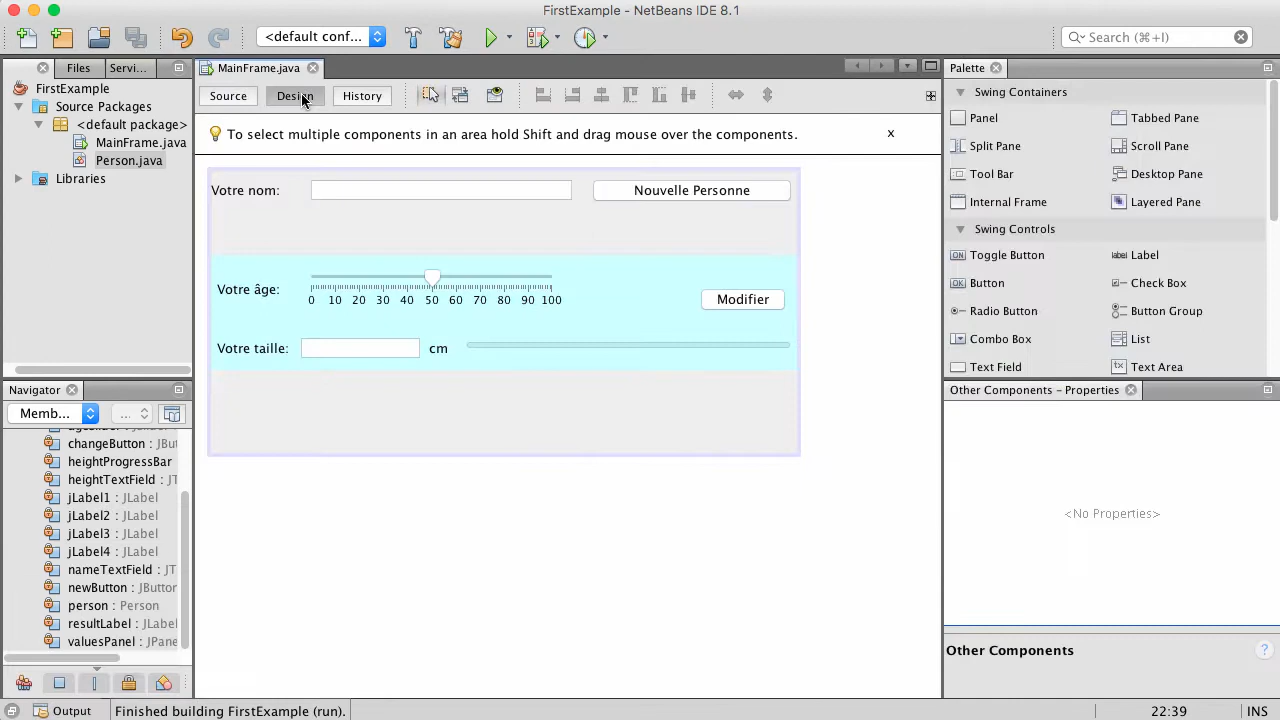 FirstExample - NetBeans IDE 8.1
<default conf...
Search (⌘+I)
Files
Servi...
MainFrame.java
Palette
FirstExample
Source Packages
<default package>
MainFrame.java
Person.java
Libraries
Source
Design
History
To select multiple components in an area hold Shift and drag mouse over the components.
x
Votre nom:
Nouvelle Personne
Votre âge:
0 10 20 30 40 50 60 70 80 90 100
Modifier
Votre taille:
cm
Swing Containers
Panel
Tabbed Pane
Split Pane
Scroll Pane
Tool Bar
Desktop Pane
Internal Frame
Layered Pane
Swing Controls
Toggle Button
Label
Button
Check Box
Radio Button
Button Group
Combo Box
List
Text Field
Text Area
Navigator
Memb...
...
changeButton : JBut
heightProgressBar
heightTextField : JT
jLabel1 : JLabel
jLabel2 : JLabel
jLabel3 : JLabel
jLabel4 : JLabel
nameTextField : JT
newButton : JButton
person : Person
resultLabel : JLabel
valuesPanel : JPane
Other Components - Properties
<No Properties>
Other Components
?
Output
Finished building FirstExample (run).
22:39
INS